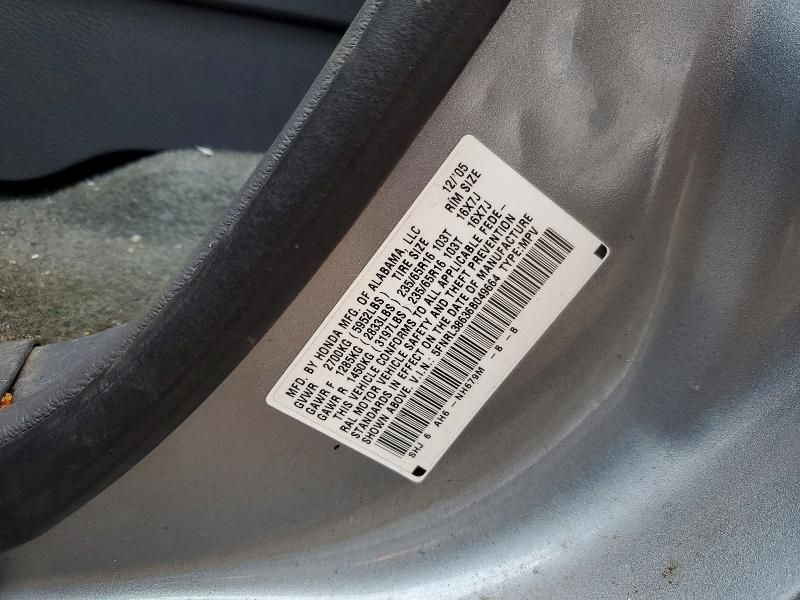 MFD. BY HONDA MFG. OF ALABAMA, LLC 12/'05
GVWR 2700KG (5952LBS) TIRE SIZE RIM SIZE
GAWR F 1285KG (2833LBS) 235/65R16 103T 16X7J
GAWR R 1450KG (3197LBS) 235/65R16 103T 16X7J
THIS VEHICLE CONFORMS TO ALL APPLICABLE FEDE-
RAL MOTOR VEHICLE SAFETY AND THEFT PREVENTION
STANDARDS IN EFFECT ON THE DATE OF MANUFACTURE
SHOWN ABOVE. V.I.N.: 5FNRL38636B049664 TYPE:MPV
SHJ 6 AH6 - NH679M - B - B